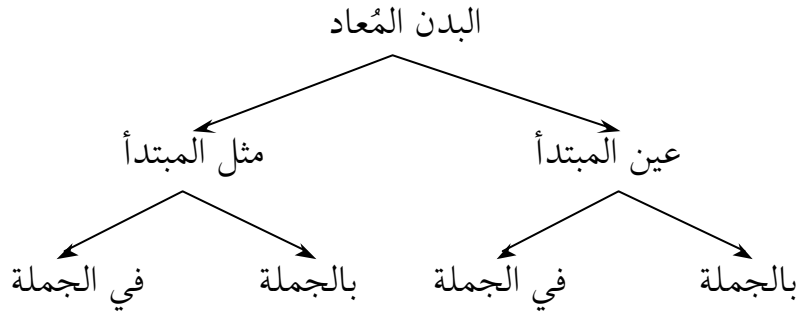 البدن المُعاد
عين المبتدأ مثل المبتدأ
بالجملة في الجملة بالجملة في الجملة